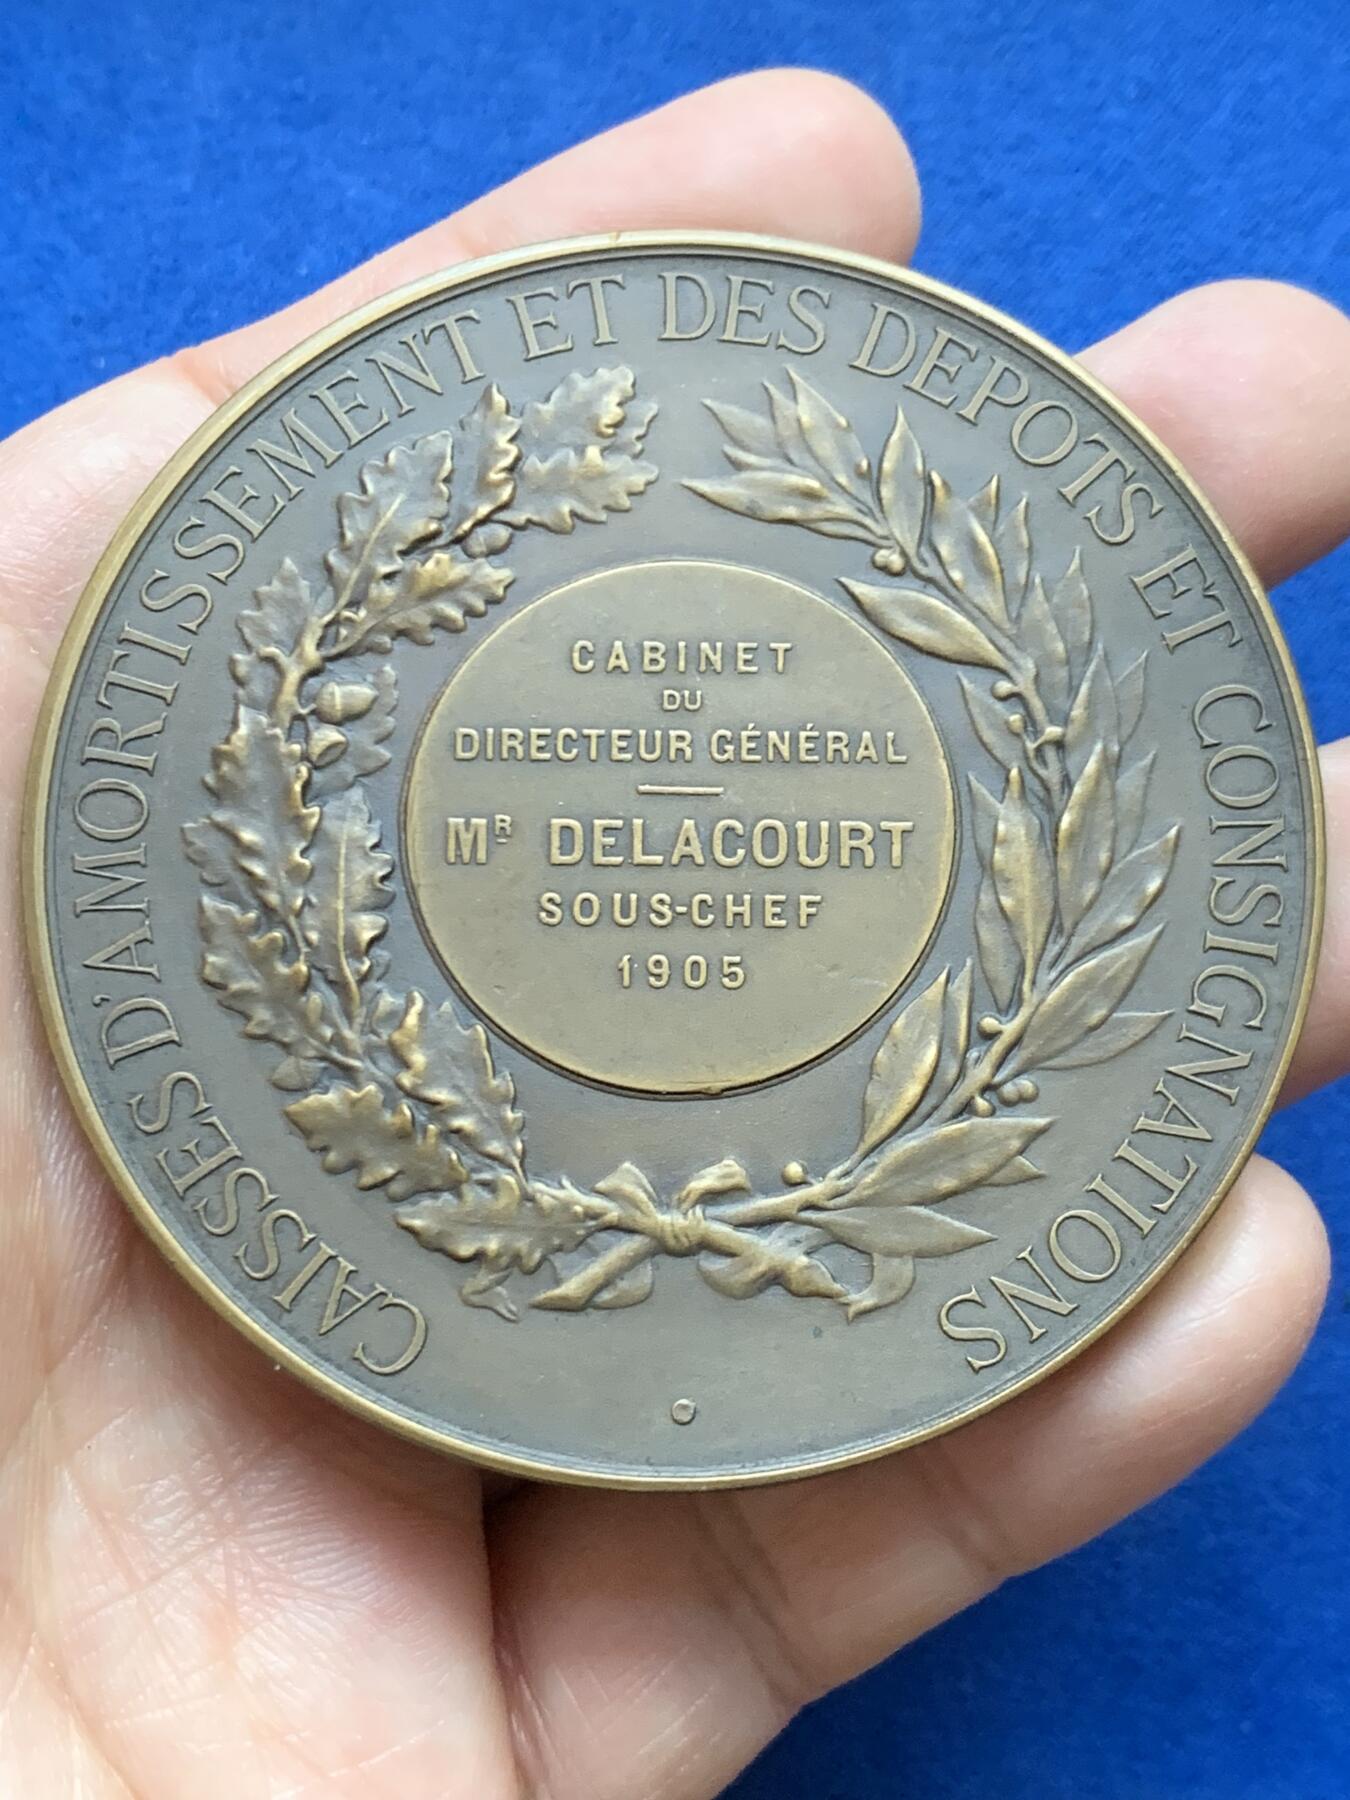 CAISSES D'AMORTISSEMENT ET DES DEPOTS ET CONSIGNATIONS
CABINET
DU
DIRECTEUR GÉNÉRAL
MR DELACOURT
SOUS-CHEF
1905